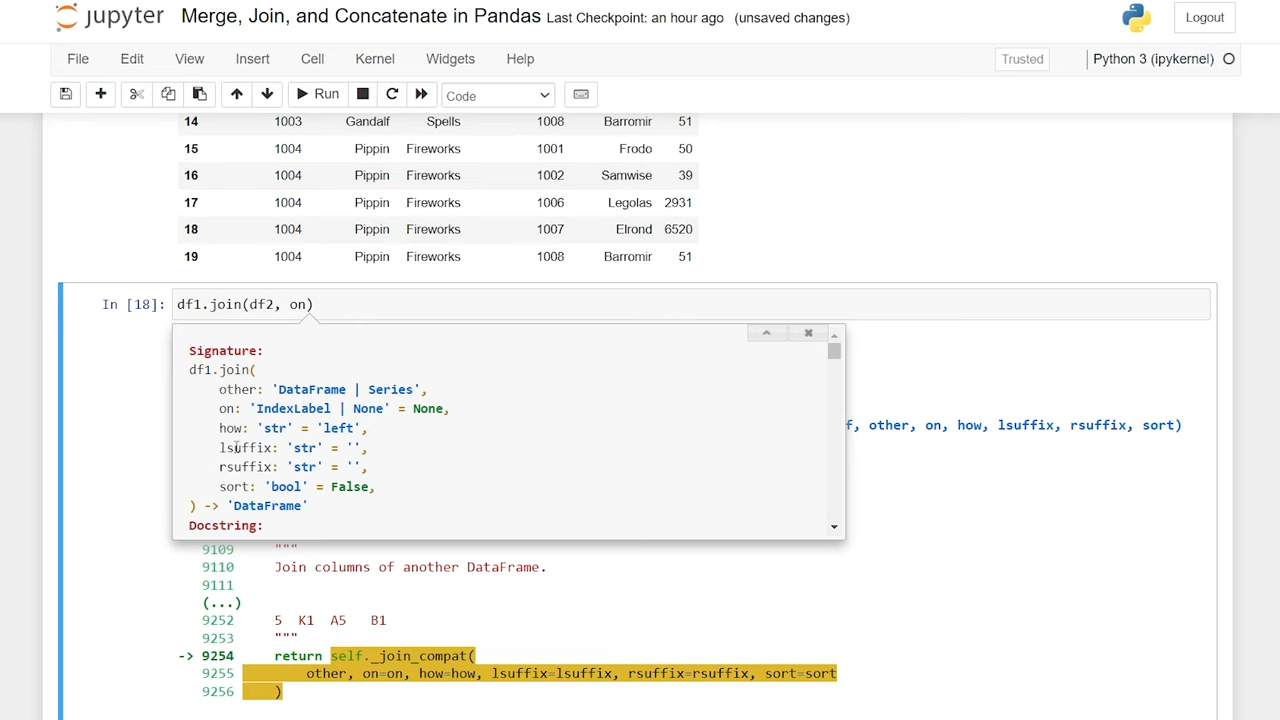 jupyter Merge, Join, and Concatenate in Pandas Last Checkpoint: an hour ago (unsaved changes) Logout
File Edit View Insert Cell Kernel Widgets Help Trusted Python 3 (ipykernel)
Run Code
14 1003 Gandalf Spells 1008 Barromir 51
15 1004 Pippin Fireworks 1001 Frodo 50
16 1004 Pippin Fireworks 1002 Samwise 39
17 1004 Pippin Fireworks 1006 Legolas 2931
18 1004 Pippin Fireworks 1007 Elrond 6520
19 1004 Pippin Fireworks 1008 Barromir 51
In [18]: df1.join(df2, on)
Signature:
df1.join(
other: 'DataFrame | Series',
on: 'IndexLabel | None' = None,
f, other, on, how, lsuffix, rsuffix, sort)
how: 'str' = 'left',
lsuffix: 'str' = '',
rsuffix: 'str' = '',
sort: 'bool' = False,
) -> 'DataFrame'
Docstring:
9109 """
9110 Join columns of another DataFrame.
9111
(...)
9252 5 K1 A5 B1
9253 """
-> 9254 return self._join_compat(
9255 other, on=on, how=how, lsuffix=lsuffix, rsuffix=rsuffix, sort=sort
9256 )